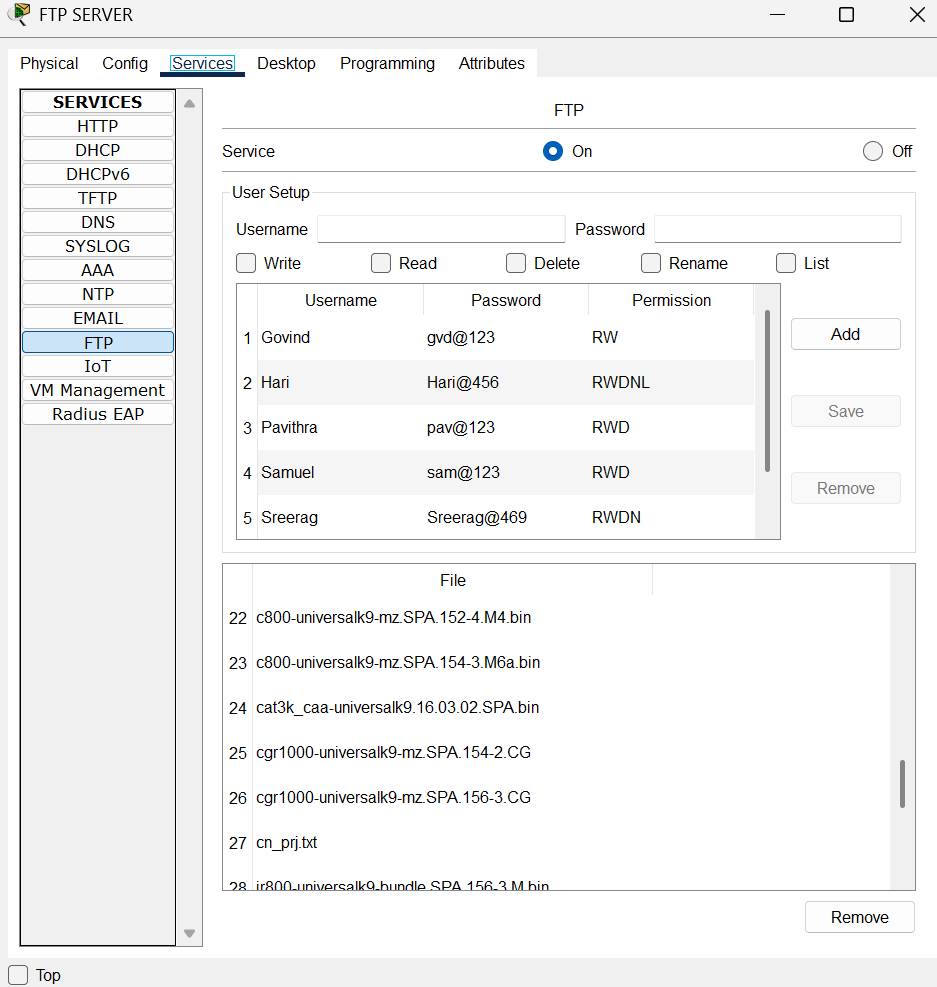 FTP SERVER
Physical Config Services Desktop Programming Attributes
SERVICES
HTTP
DHCP
DHCPv6
TFTP
DNS
SYSLOG
AAA
NTP
EMAIL
FTP
IoT
VM Management
Radius EAP
FTP
Service On Off
User Setup
Username Password
Write Read Delete Rename List
Username Password Permission
1 Govind gvd@123 RW
2 Hari Hari@456 RWDNL
3 Pavithra pav@123 RWD
4 Samuel sam@123 RWD
5 Sreerag Sreerag@469 RWDN
Add
Save
Remove
File
22 c800-universalk9-mz.SPA.152-4.M4.bin
23 c800-universalk9-mz.SPA.154-3.M6a.bin
24 cat3k_caa-universalk9.16.03.02.SPA.bin
25 cgr1000-universalk9-mz.SPA.154-2.CG
26 cgr1000-universalk9-mz.SPA.156-3.CG
27 cn_prj.txt
28 ir800-universalk9-bundle.SPA.156-3.M.bin
Remove
Top